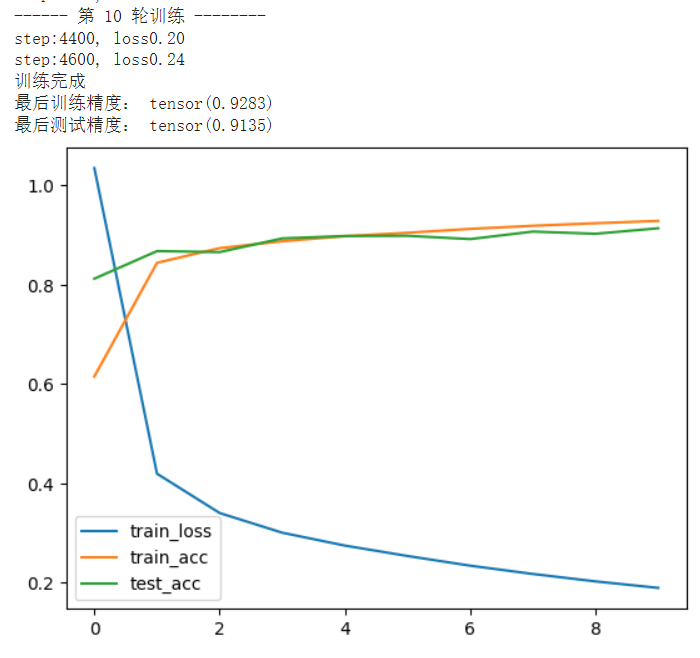 ------ 第 10 轮训练 --------
step:4400, loss0.20
step:4600, loss0.24
训练完成
最后训练精度： tensor(0.9283)
最后测试精度： tensor(0.9135)
1.0
0.8
0.6
0.4
0.2
train_loss
train_acc
test_acc
0 2 4 6 8